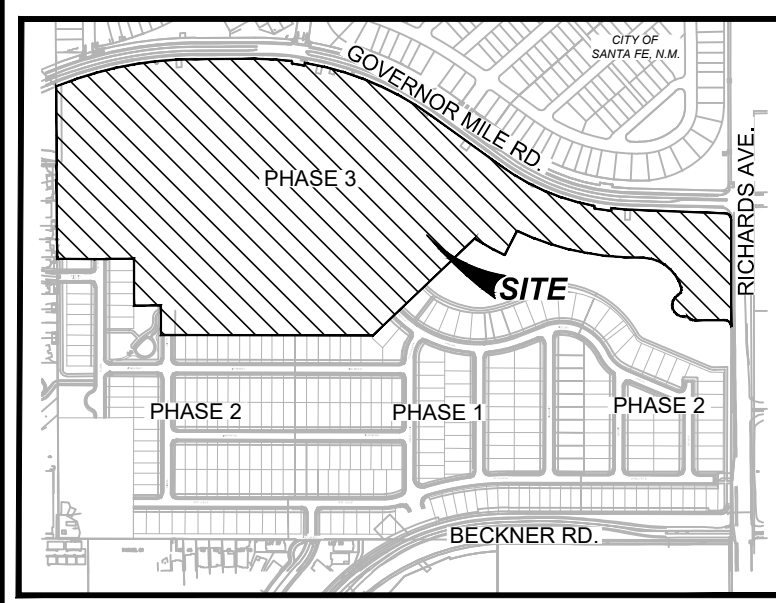 CITY OF
SANTA FE, N.M.
GOVERNOR MILE RD.
RICHARDS AVE.
PHASE 3
SITE
PHASE 2
PHASE 1
PHASE 2
BECKNER RD.